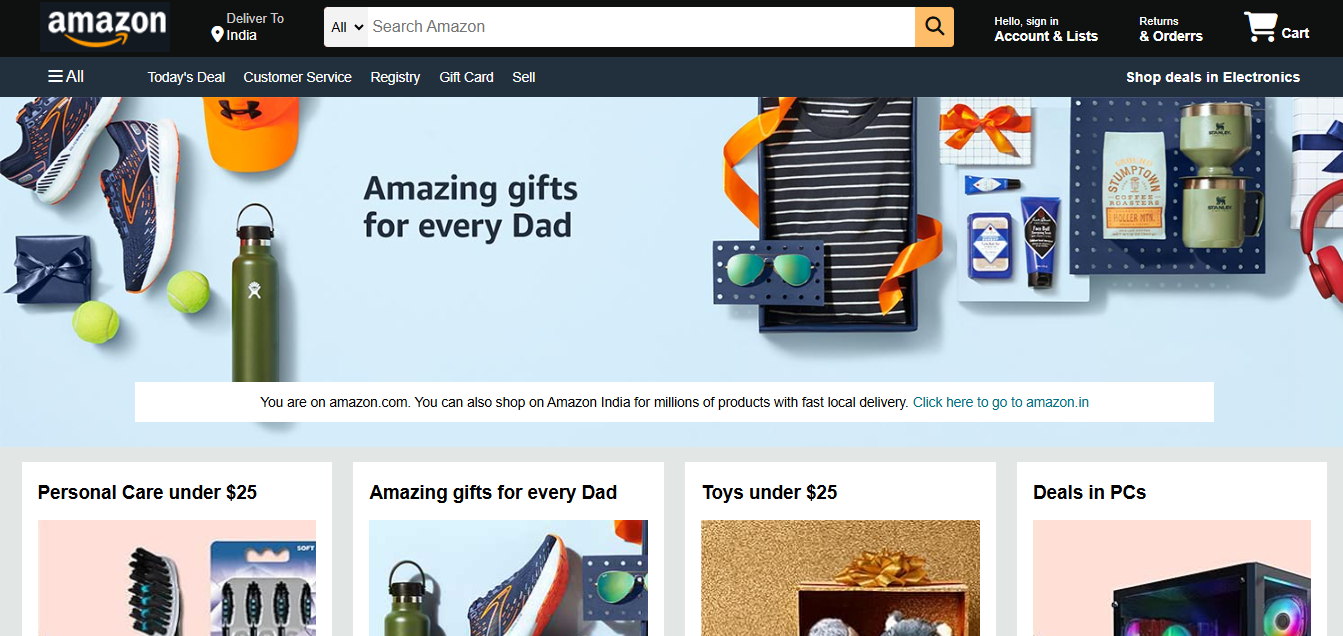 amazon
Deliver To
India
All
Search Amazon
Hello, sign in
Account & Lists
Returns
& Orderrs
Cart
All
Today's Deal
Customer Service
Registry
Gift Card
Sell
Shop deals in Electronics
Amazing gifts
for every Dad
STANLEY
STUMPTOWN
COFFEE
ROASTERS
HOLLER MTN.
STANLEY
You are on amazon.com. You can also shop on Amazon India for millions of products with fast local delivery. Click here to go to amazon.in
Personal Care under $25
Amazing gifts for every Dad
Toys under $25
Deals in PCs
SOFT